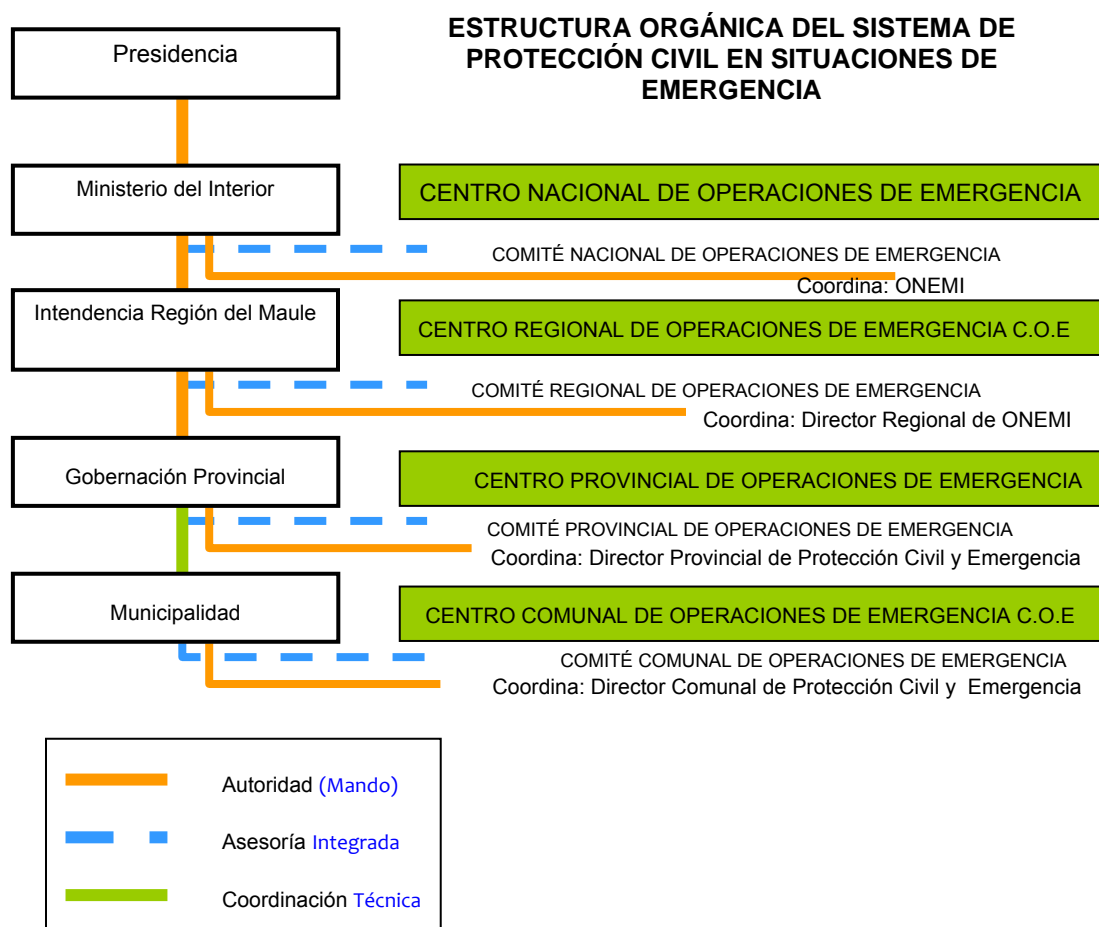 ESTRUCTURA ORGÁNICA DEL SISTEMA DE
PROTECCIÓN CIVIL EN SITUACIONES DE
EMERGENCIA
Presidencia
Ministerio del Interior
CENTRO NACIONAL DE OPERACIONES DE EMERGENCIA
COMITÉ NACIONAL DE OPERACIONES DE EMERGENCIA
Coordina: ONEMI
Intendencia Región del Maule
CENTRO REGIONAL DE OPERACIONES DE EMERGENCIA C.O.E
COMITÉ REGIONAL DE OPERACIONES DE EMERGENCIA
Coordina: Director Regional de ONEMI
Gobernación Provincial
CENTRO PROVINCIAL DE OPERACIONES DE EMERGENCIA
COMITÉ PROVINCIAL DE OPERACIONES DE EMERGENCIA
Coordina: Director Provincial de Protección Civil y Emergencia
Municipalidad
CENTRO COMUNAL DE OPERACIONES DE EMERGENCIA C.O.E
COMITÉ COMUNAL DE OPERACIONES DE EMERGENCIA
Coordina: Director Comunal de Protección Civil y Emergencia
Autoridad (Mando)
Asesoría Integrada
Coordinación Técnica